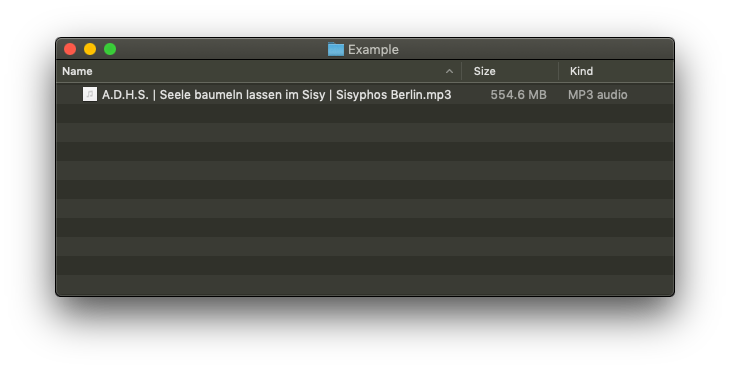 Example
Name Size Kind
A.D.H.S. | Seele baumeln lassen im Sisy | Sisyphos Berlin.mp3 554.6 MB MP3 audio